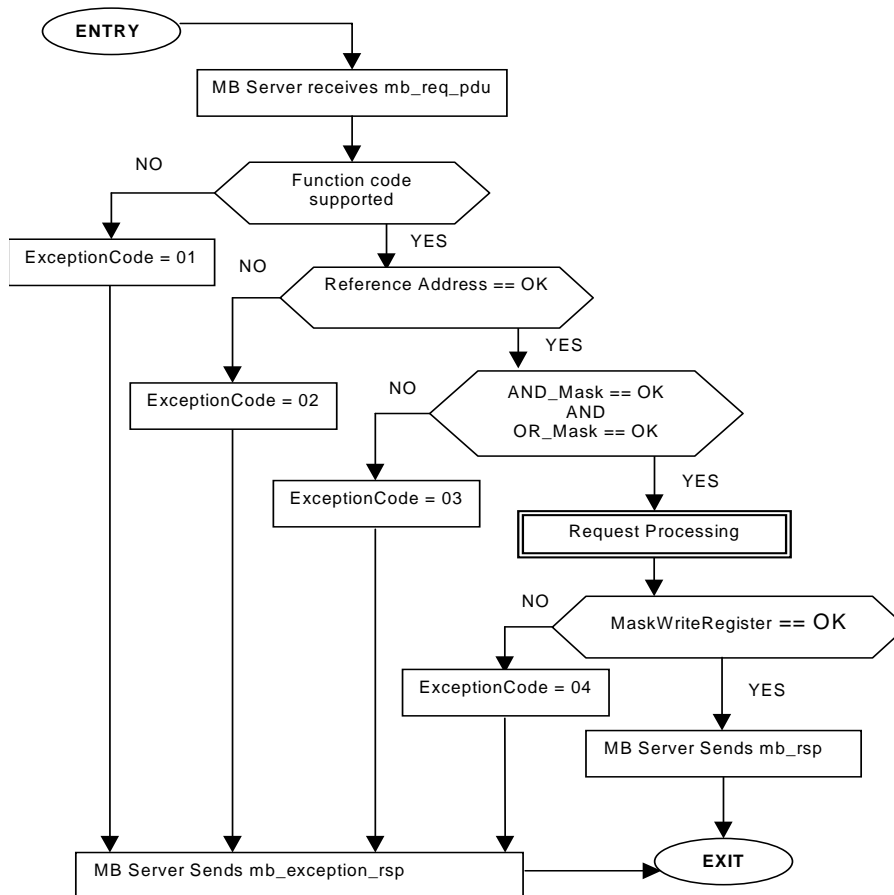 ENTRY
MB Server receives mb_req_pdu
NO
Function code
supported
YES
ExceptionCode = 01
NO
Reference Address == OK
YES
NO
AND_Mask == OK
AND
OR_Mask == OK
ExceptionCode = 02
YES
ExceptionCode = 03
Request Processing
NO
MaskWriteRegister == OK
ExceptionCode = 04
YES
MB Server Sends mb_rsp
MB Server Sends mb_exception_rsp
EXIT